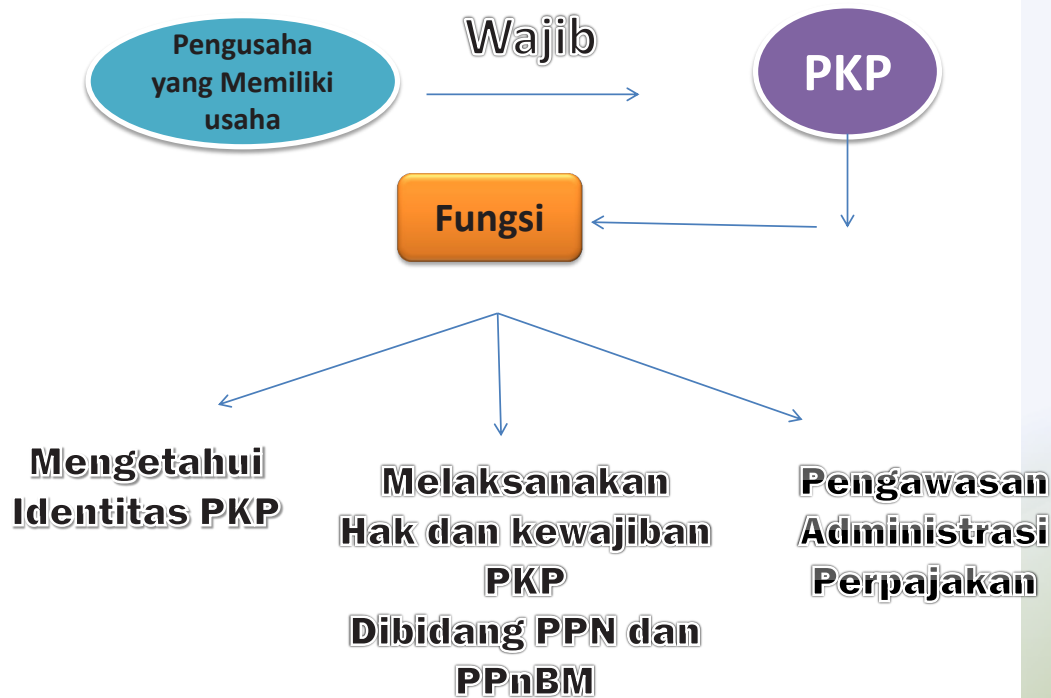 Pengusaha
yang Memiliki
usaha
Wajib
PKP
Fungsi
Mengetahui
Identitas PKP
Melaksanakan
Hak dan kewajiban
PKP
Dibidang PPN dan
PPnBM
Pengawasan
Administrasi
Perpajakan